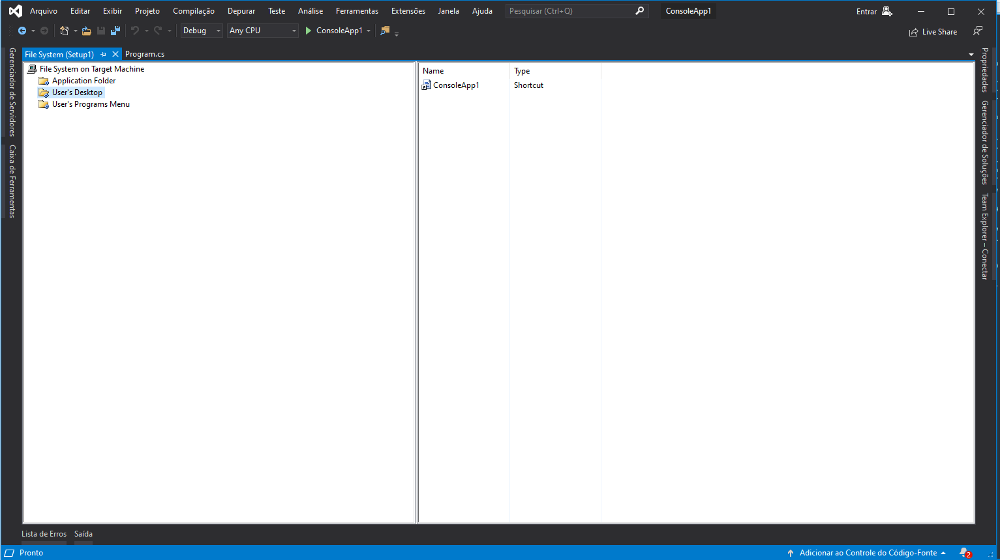 Arquivo Editar Exibir Projeto Compilação Depurar Teste Análise Ferramentas Extensões Janela Ajuda Pesquisar (Ctrl+Q) ConsoleApp1 Entrar
Debug Any CPU ConsoleApp1 Live Share
File System (Setup1) Program.cs
Gerenciador de Servidores
Caixa de Ferramentas
File System on Target Machine
Application Folder
User's Desktop
User's Programs Menu
Name Type
ConsoleApp1 Shortcut
Propriedades
Gerenciador de Soluções
Team Explorer – Conectar
Lista de Erros Saída
Pronto Adicionar ao Controle do Código-Fonte 2